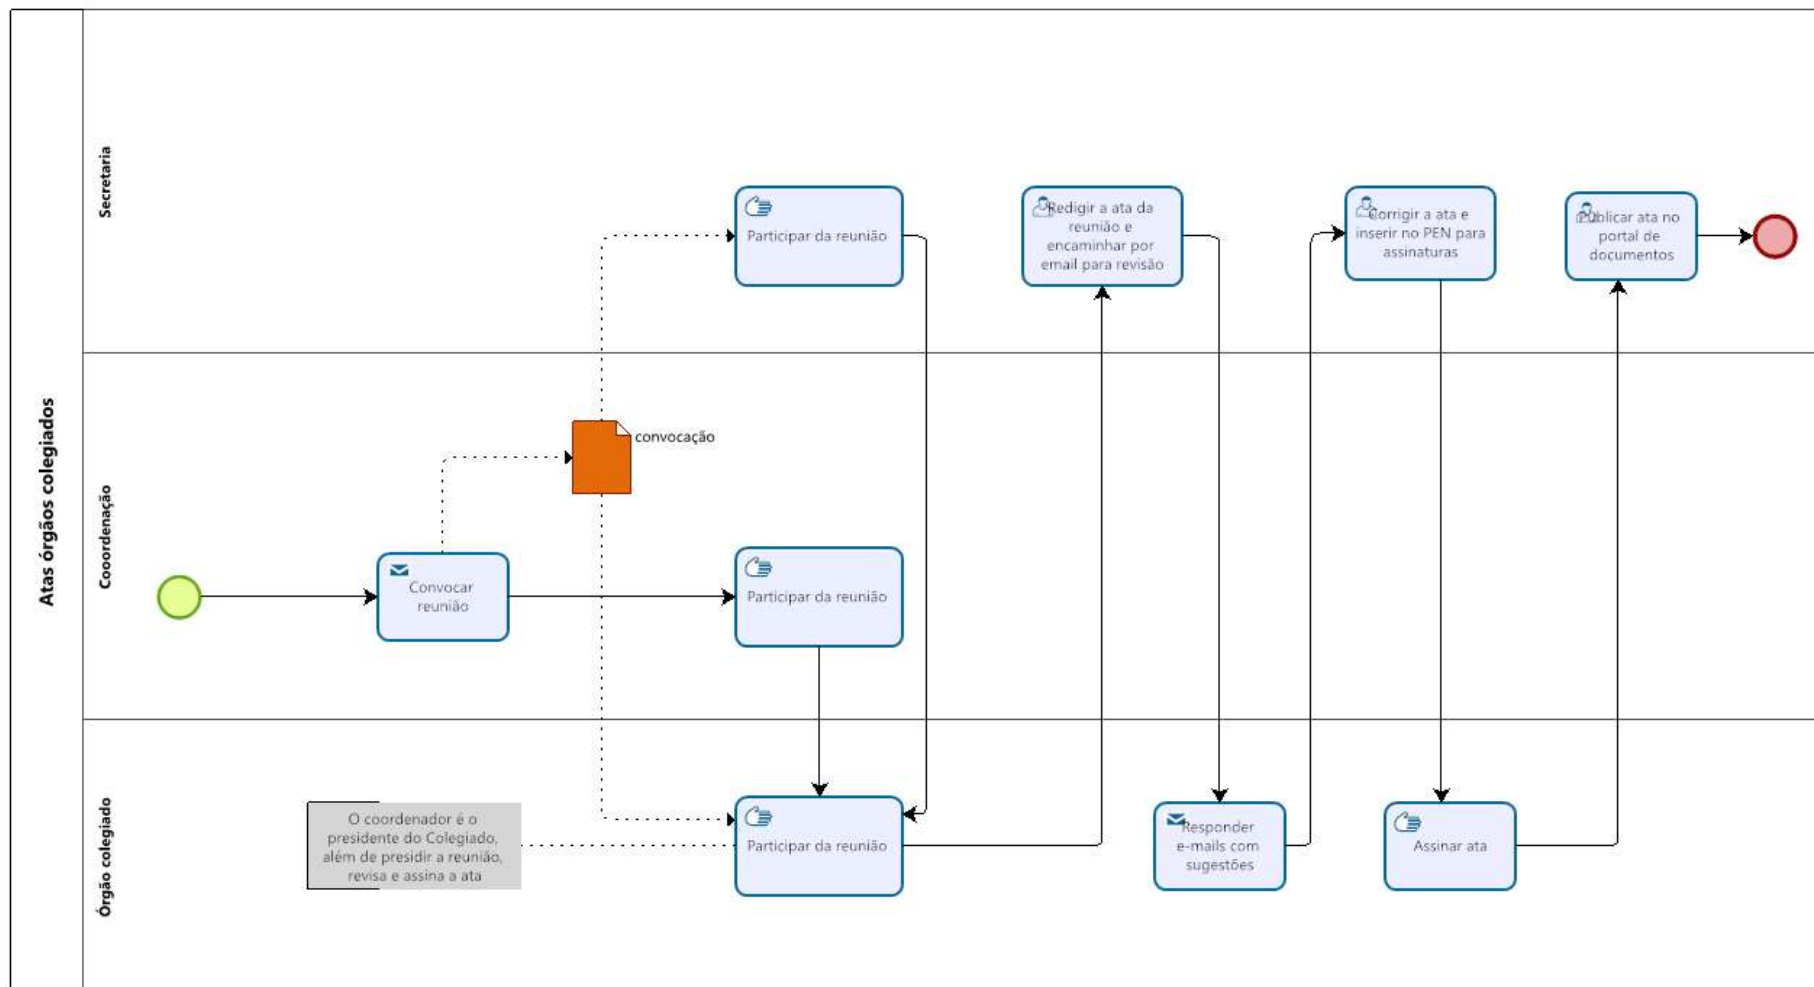 Atas órgãos colegiados
Secretaria
Participar da reunião
Redigir a ata da
reunião e
encaminhar por
email para revisão
Corrigir a ata e
inserir no PEN para
assinaturas
Publicar ata no
portal de
documentos
Cooordenação
convocação
Convocar
reunião
Participar da reunião
Órgão colegiado
O coordenador é o
presidente do Colegiado,
além de presidir a reunião,
revisa e assina a ata
Participar da reunião
Responder
e-mails com
sugestões
Assinar ata